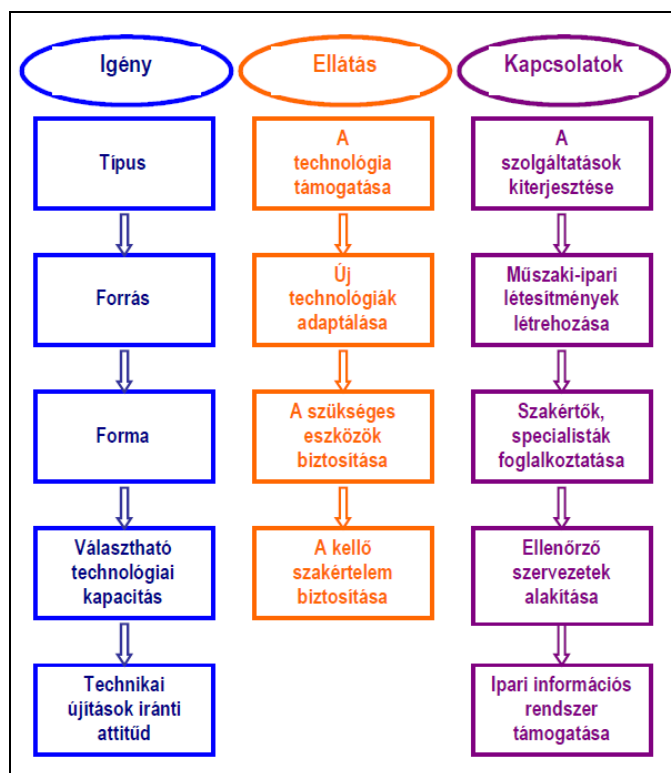 Igény
Típus
Forrás
Forma
Választható
technológiai
kapacitás
Technikai
újítások iránti
attitűd
Ellátás
A
technológia
támogatása
Új
technológiák
adaptálása
A szükséges
eszközök
biztosítása
A kellő
szakértelem
biztosítása
Kapcsolatok
A
szolgáltatások
kiterjesztése
Műszaki-ipari
létesítmények
létrehozása
Szakértők,
specialisták
foglalkoztatása
Ellenőrző
szervezetek
alakítása
Ipari információs
rendszer
támogatása